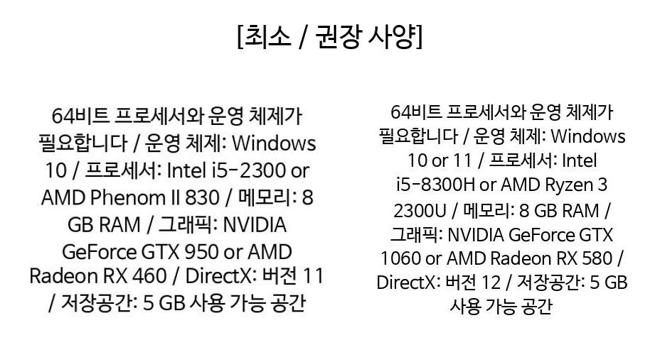 [최소 / 권장 사양]
64비트 프로세서와 운영 체제가
필요합니다 / 운영 체제: Windows
10 / 프로세서: Intel i5-2300 or
AMD Phenom II 830 / 메모리: 8
GB RAM / 그래픽: NVIDIA
GeForce GTX 950 or AMD
Radeon RX 460 / DirectX: 버전 11
/ 저장공간: 5 GB 사용 가능 공간
64비트 프로세서와 운영 체제가
필요합니다 / 운영 체제: Windows
10 or 11 / 프로세서: Intel
i5-8300H or AMD Ryzen 3
2300U / 메모리: 8 GB RAM /
그래픽: NVIDIA GeForce GTX
1060 or AMD Radeon RX 580 /
DirectX: 버전 12 / 저장공간: 5 GB
사용 가능 공간